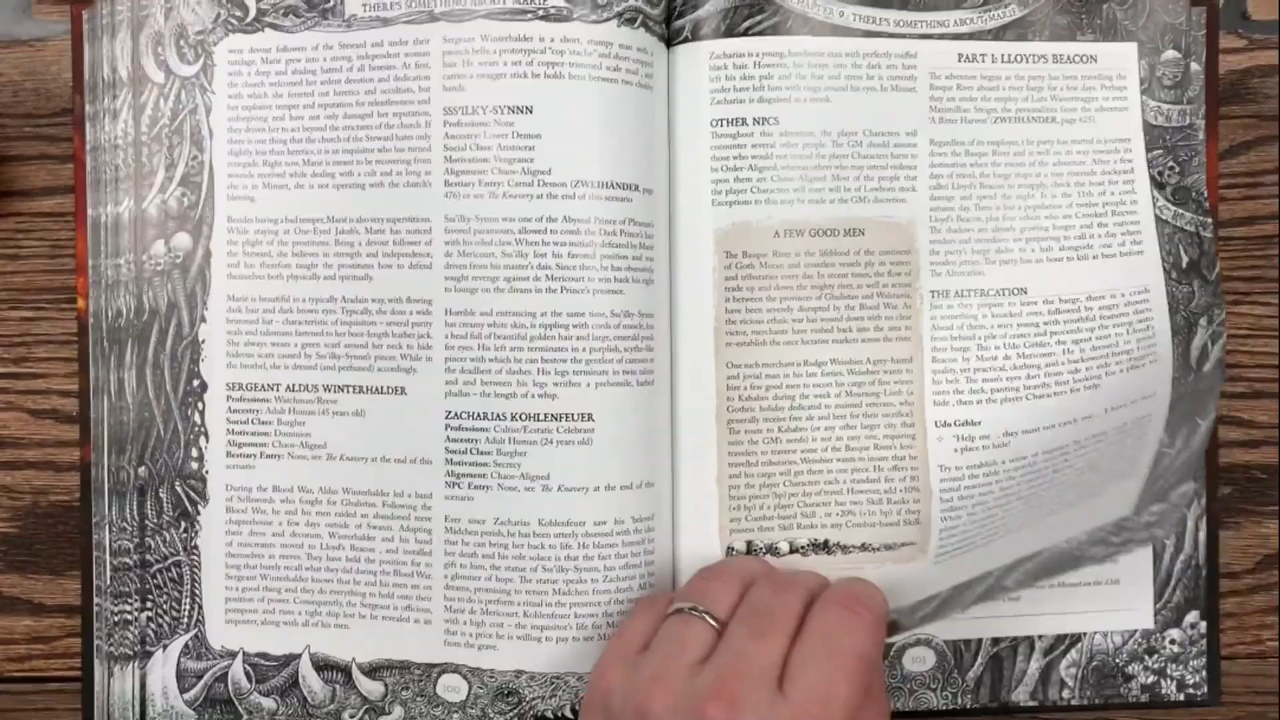 THERE'S SOMETHING ABOUT MARIE
were devout followers of the Steward and under their
tutelage, Marie grew into a strong, independent woman
with a deep and abiding hatred of all heresies. At first,
the church welcomed her ardent devotion and dedication
with which she ferreted out heretics and occultists, but
her explosive temper and reputation for relentlessness and
unforgiving zeal have not only damaged her reputation,
they driven her to act beyond the strictures of the church. If
there is one thing that the church of the Steward hates only
slightly less than heretics, it is an inquisitor who has turned
renegade. Right now, Marie is meant to be recovering from
wounds received while dealing with a cult and as long as
she is in Minset, she is not operating with the church's
blessing.
Besides having a bad temper, Marie is also very superstitious.
While staying at One-Eyed Jakub's, Marie has noticed
the plight of the prostitutes. Being a devout follower of
the Steward, she believes in strength and independence,
and has therefore taught the prostitutes how to defend
themselves both physically and spiritually.
Marie is beautiful in a typically Aradain way, with flowing
dark hair and dark brown eyes. Typically, she dons a wide
brimmed hat – characteristic of inquisitors – several purity
seals and talismans fastened to her knee-length leather jack.
She always wears a green scarf around her neck to hide
hideous scars caused by Sss'ilky-Synnn's pincer. While in
the brothel, she is dressed (and perfumed) accordingly.
SERGEANT ALDUS WINTERHALDER
Professions: Watchman/Reeve
Ancestry: Adult Human (45 years old)
Social Class: Burgher
Motivation: Dominion
Alignment: Chaos-Aligned
Bestiary Entry: None, see The Knavery at the end of this
scenario
During the Blood War, Aldus Winterhalder led a band
of Sellswords who fought for Ghulistan. Following the
Blood War, he and his men raided an abandoned reeve
chapterhouse a few days outside of Swanu. Adopting
their dress and decorum, Winterhalder and his band
of miscreants moved to Lloyd's Beacon , and installed
themselves as reeves. They have held the position for so
long that barely recall what they did during the Blood War.
Sergeant Winterhalder knows that he and his men are on
to a good thing and they do everything to hold onto their
position of power. Consequently, the Sergeant is officious,
pompous and runs a tight ship lest he be revealed as an
imposter, along with all of his men.
100
Sergeant Winterhalder is a short, stumpy man with a
paunch belly, a prototypical "cop 'stache" and short-cropped
hair. He wears a set of copper-trimmed scale mail , and
carries a swagger stick he holds bent between two chubby
hands.
SSS'ILKY-SYNNN
Professions: None
Ancestry: Lower Demon
Social Class: Aristocrat
Motivation: Vengeance
Alignment: Chaos-Aligned
Bestiary Entry: Carnal Demon (ZWEIHÄNDER, page
476) or see The Knavery at the end of this scenario
Sss'ilky-Synnn was one of the Abyssal Prince of Pleasure's
favored paramours, allowed to comb the Dark Prince's hair
with his oiled claw. When he was initially defeated by Marie
de Mericourt, Sss'ilky lost his favored position and was
driven from his master's dais. Since then, he has obsessively
sought revenge against de Mericourt to win back his right
to lounge on the divans in the Prince's presence.
Horrible and entrancing at the same time, Sss'ilky-Synnn
has creamy white skin, is rippling with cords of muscle, has
a head full of beautiful golden hair and large, emerald pools
for eyes. His left arm terminates in a purplish, scythe-like
pincer with which he can bestow the gentlest of caresses or
the deadliest of slashes. His legs terminate in twin talons
and and between his legs writhes a prehensile, barbed
phallus – the length of a whip.
ZACHARIAS KOHLENFEUER
Professions: Cultist/Ecstatic Celebrant
Ancestry: Adult Human (24 years old)
Social Class: Burgher
Motivation: Secrecy
Alignment: Chaos-Aligned
NPC Entry: None, see The Knavery at the end of this
scenario
Ever since Zacharias Kohlenfeuer saw his 'beloved'
Mädchen perish, he has been utterly obsessed with the idea
that he can bring her back to life. He blames himself for
her death and his sole solace is that the fact that her final
gift to him, the statue of Sss'ilky-Synnn, has offered him
a glimmer of hope. The statue speaks to Zacharias in his
dreams, promising to return Mädchen from death. All he
has to do is perform a ritual in the presence of the
Marie de Mericourt. Kohlenfeuer knows the
with a high cost – the inquisitor's life for
that is a price he is willing to pay to see
from the grave.
CHAPTER 9: THERE'S SOMETHING ABOUT MARIE
Zacharias is a young, handsome man with perfectly coiffed
black hair. However, his forays into the dark arts have
left his skin pale and the fear and stress he is currently
under have left him with rings around his eyes. In Minset,
Zacharias is disguised as a monk.
OTHER NPCS
Throughout this adventure, the player Characters will
encounter several other people. The GM should assume
those who would not intend the player Characters harm to
be Order-Aligned, whereas others who may intend violence
upon them are Chaos-Aligned. Most of the people that
the player Characters will meet will be of Lowborn stock.
Exceptions to this may be made at the GM's discretion.
A FEW GOOD MEN
The Basque River is the lifeblood of the continent
of Goth Moran and countless vessels ply its waters
and tributaries every day. In recent times, the flow of
trade up and down the mighty river, as well as across
it between the provinces of Ghulistan and Widrania,
have been severely disrupted by the Blood War. As
the vicious ethnic war has wound down with no clear
victor, merchants have rushed back into the area to
re-establish the once lucrative markets across the river.
One such merchant is Rudger Weissbier. A grey-haired
and jovial man in his late forties, Weissbier wants to
hire a few good men to escort his cargo of fine wines
to Kahabes during the week of Mourning-Limb (a
Gothic holiday dedicated to maimed veterans, who
generally receive free ale and beer for their sacrifice)
The route to Kahabes (or any other larger city that
suits the GM's needs) is not an easy one, requiring
travelers to traverse some of the Basque River's less-
travelled tributaries, Weissbier wants to insure that he
and his cargo will get there in one piece. He offers to
pay the player Characters each a standard fee of 80
brass pieces (bp) per day of travel. However, add +10%
(+8 bp) if a player Character has two Skill Ranks in
any Combat-based Skill , or +20% (+16 bp) if they
possess three Skill Ranks in any Combat-based Skill.
PART 1: LLOYD'S BEACON
The adventure begins as the party has been travelling the
Basque River aboard a river barge for a few days. Perhaps
they are under the employ of Lutz Wassermager or even
Maximillian Steiger, the personalities from the adventure
'A Bitter Harvest' (ZWEIHÄNDER, page 425).
Regardless of its employer, the party has started its journey
down the Basque River and is well on its way towards its
destination when the events of the adventure. After a few
days of travel, the barge stops at a tiny riverside dockyard
called Lloyd's Beacon to resupply, check the boat for any
damage and spend the night. It is the 11th of a cool,
autumn day. There is but a population of twelve people in
Lloyd's Beacon, plus four others who are Crooked Reeves.
The shadows are already growing longer and the various
vendors and storekeepers are preparing to call it a day when
the party's barge slides to a halt alongside one of the
wooden jetties. The party has an hour to kill at best before
The Altercation.
THE ALTERCATION
Just as they prepare to leave the barge, there is a crash
as something is knocked over, followed by angry shouts
Ahead of them, a wiry young with youthful features darts
from behind a pile of crates and proceeds up the gangway onto
their barge. This is Udo Gebler, the agent sent to Lloyd's
Beacon by Marie de Mericourt. He is dressed in good
quality, yet practical, clothing and a backsword hangs from
his belt. The man's eyes dart from side to side as
onto the deck, panting heavily, first looking for a place to
hide , then at the player Characters for help.
Udo Gebler
"Help me they must not catch me.
a place to hide!
Try to establish a sense of
round the table
initial reaction to the
had their
military
101